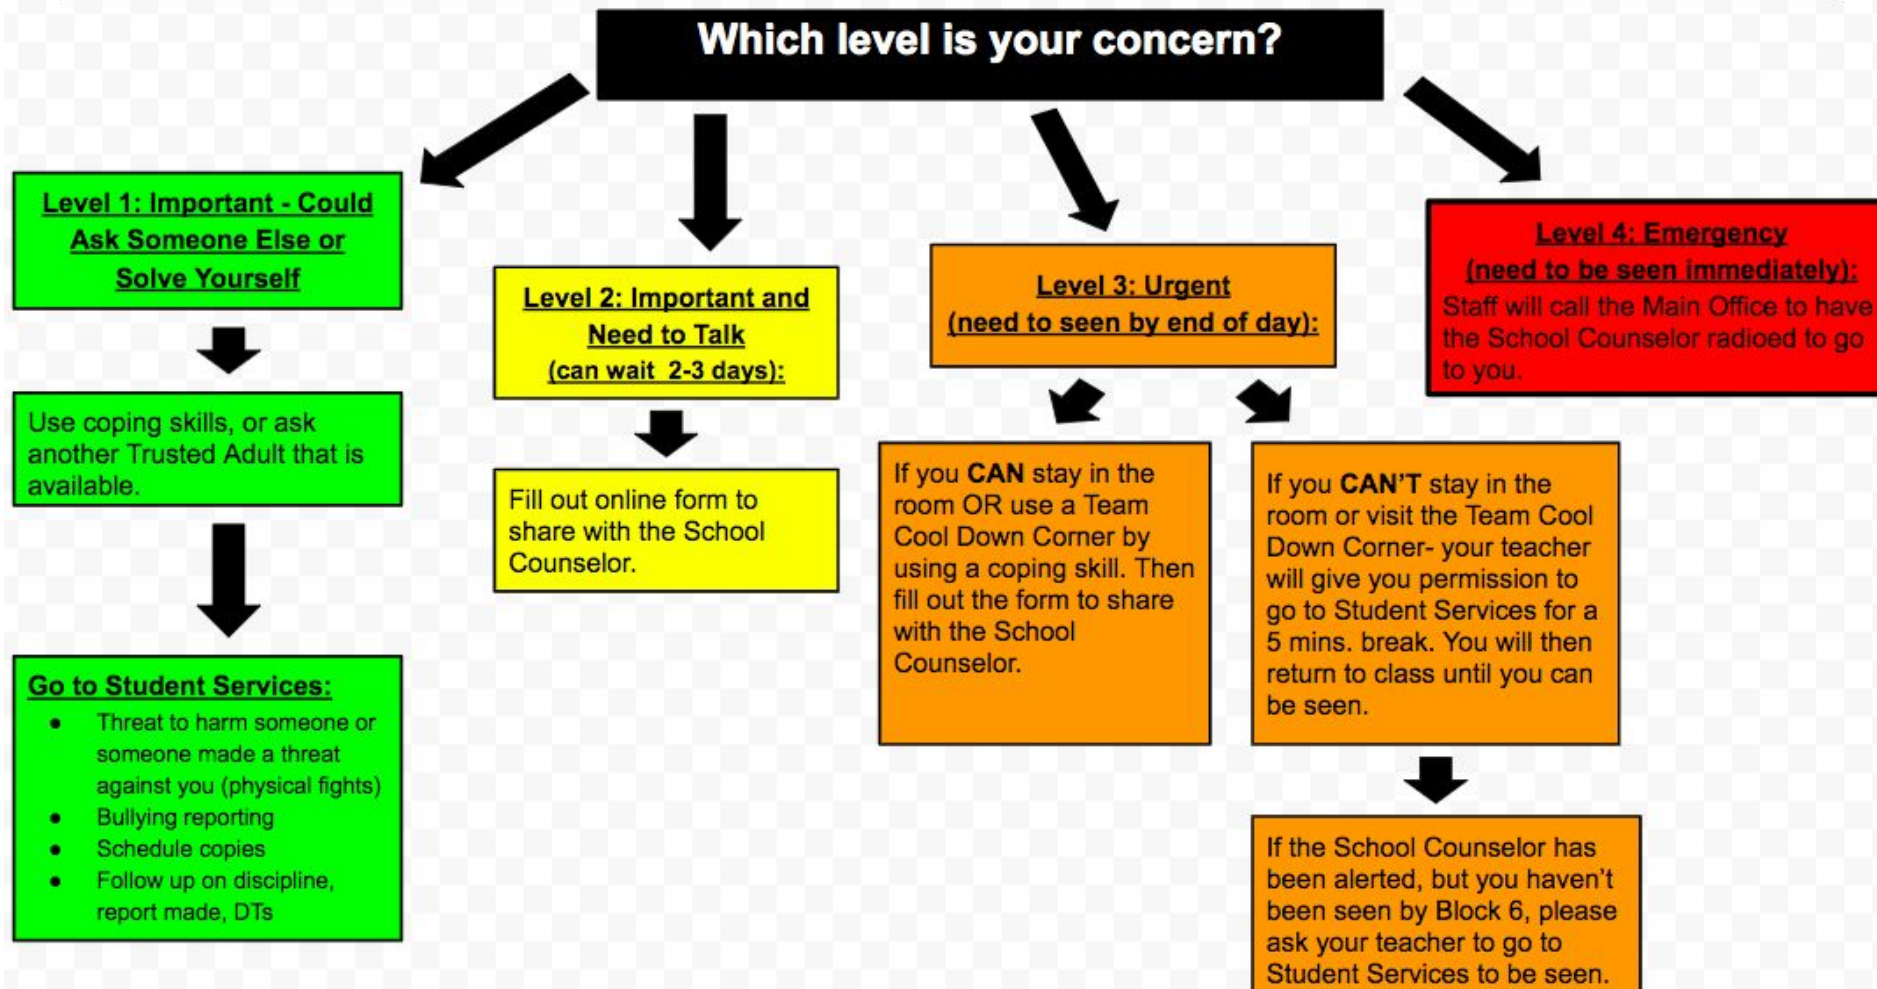 Which level is your concern?
Level 1: Important - Could
Ask Someone Else or
Solve Yourself
Use coping skills, or ask
another Trusted Adult that is
available.
Go to Student Services:
● Threat to harm someone or
someone made a threat
against you (physical fights)
● Bullying reporting
● Schedule copies
● Follow up on discipline,
report made, DTs
Level 2: Important and
Need to Talk
(can wait 2-3 days):
Fill out online form to
share with the School
Counselor.
Level 3: Urgent
(need to seen by end of day):
If you CAN stay in the
room OR use a Team
Cool Down Corner by
using a coping skill. Then
fill out the form to share
with the School
Counselor.
If you CAN'T stay in the
room or visit the Team Cool
Down Corner- your teacher
will give you permission to
go to Student Services for a
5 mins. break. You will then
return to class until you can
be seen.
If the School Counselor has
been alerted, but you haven't
been seen by Block 6, please
ask your teacher to go to
Student Services to be seen.
Level 4: Emergency
(need to be seen immediately):
Staff will call the Main Office to have
the School Counselor radioed to go
to you.